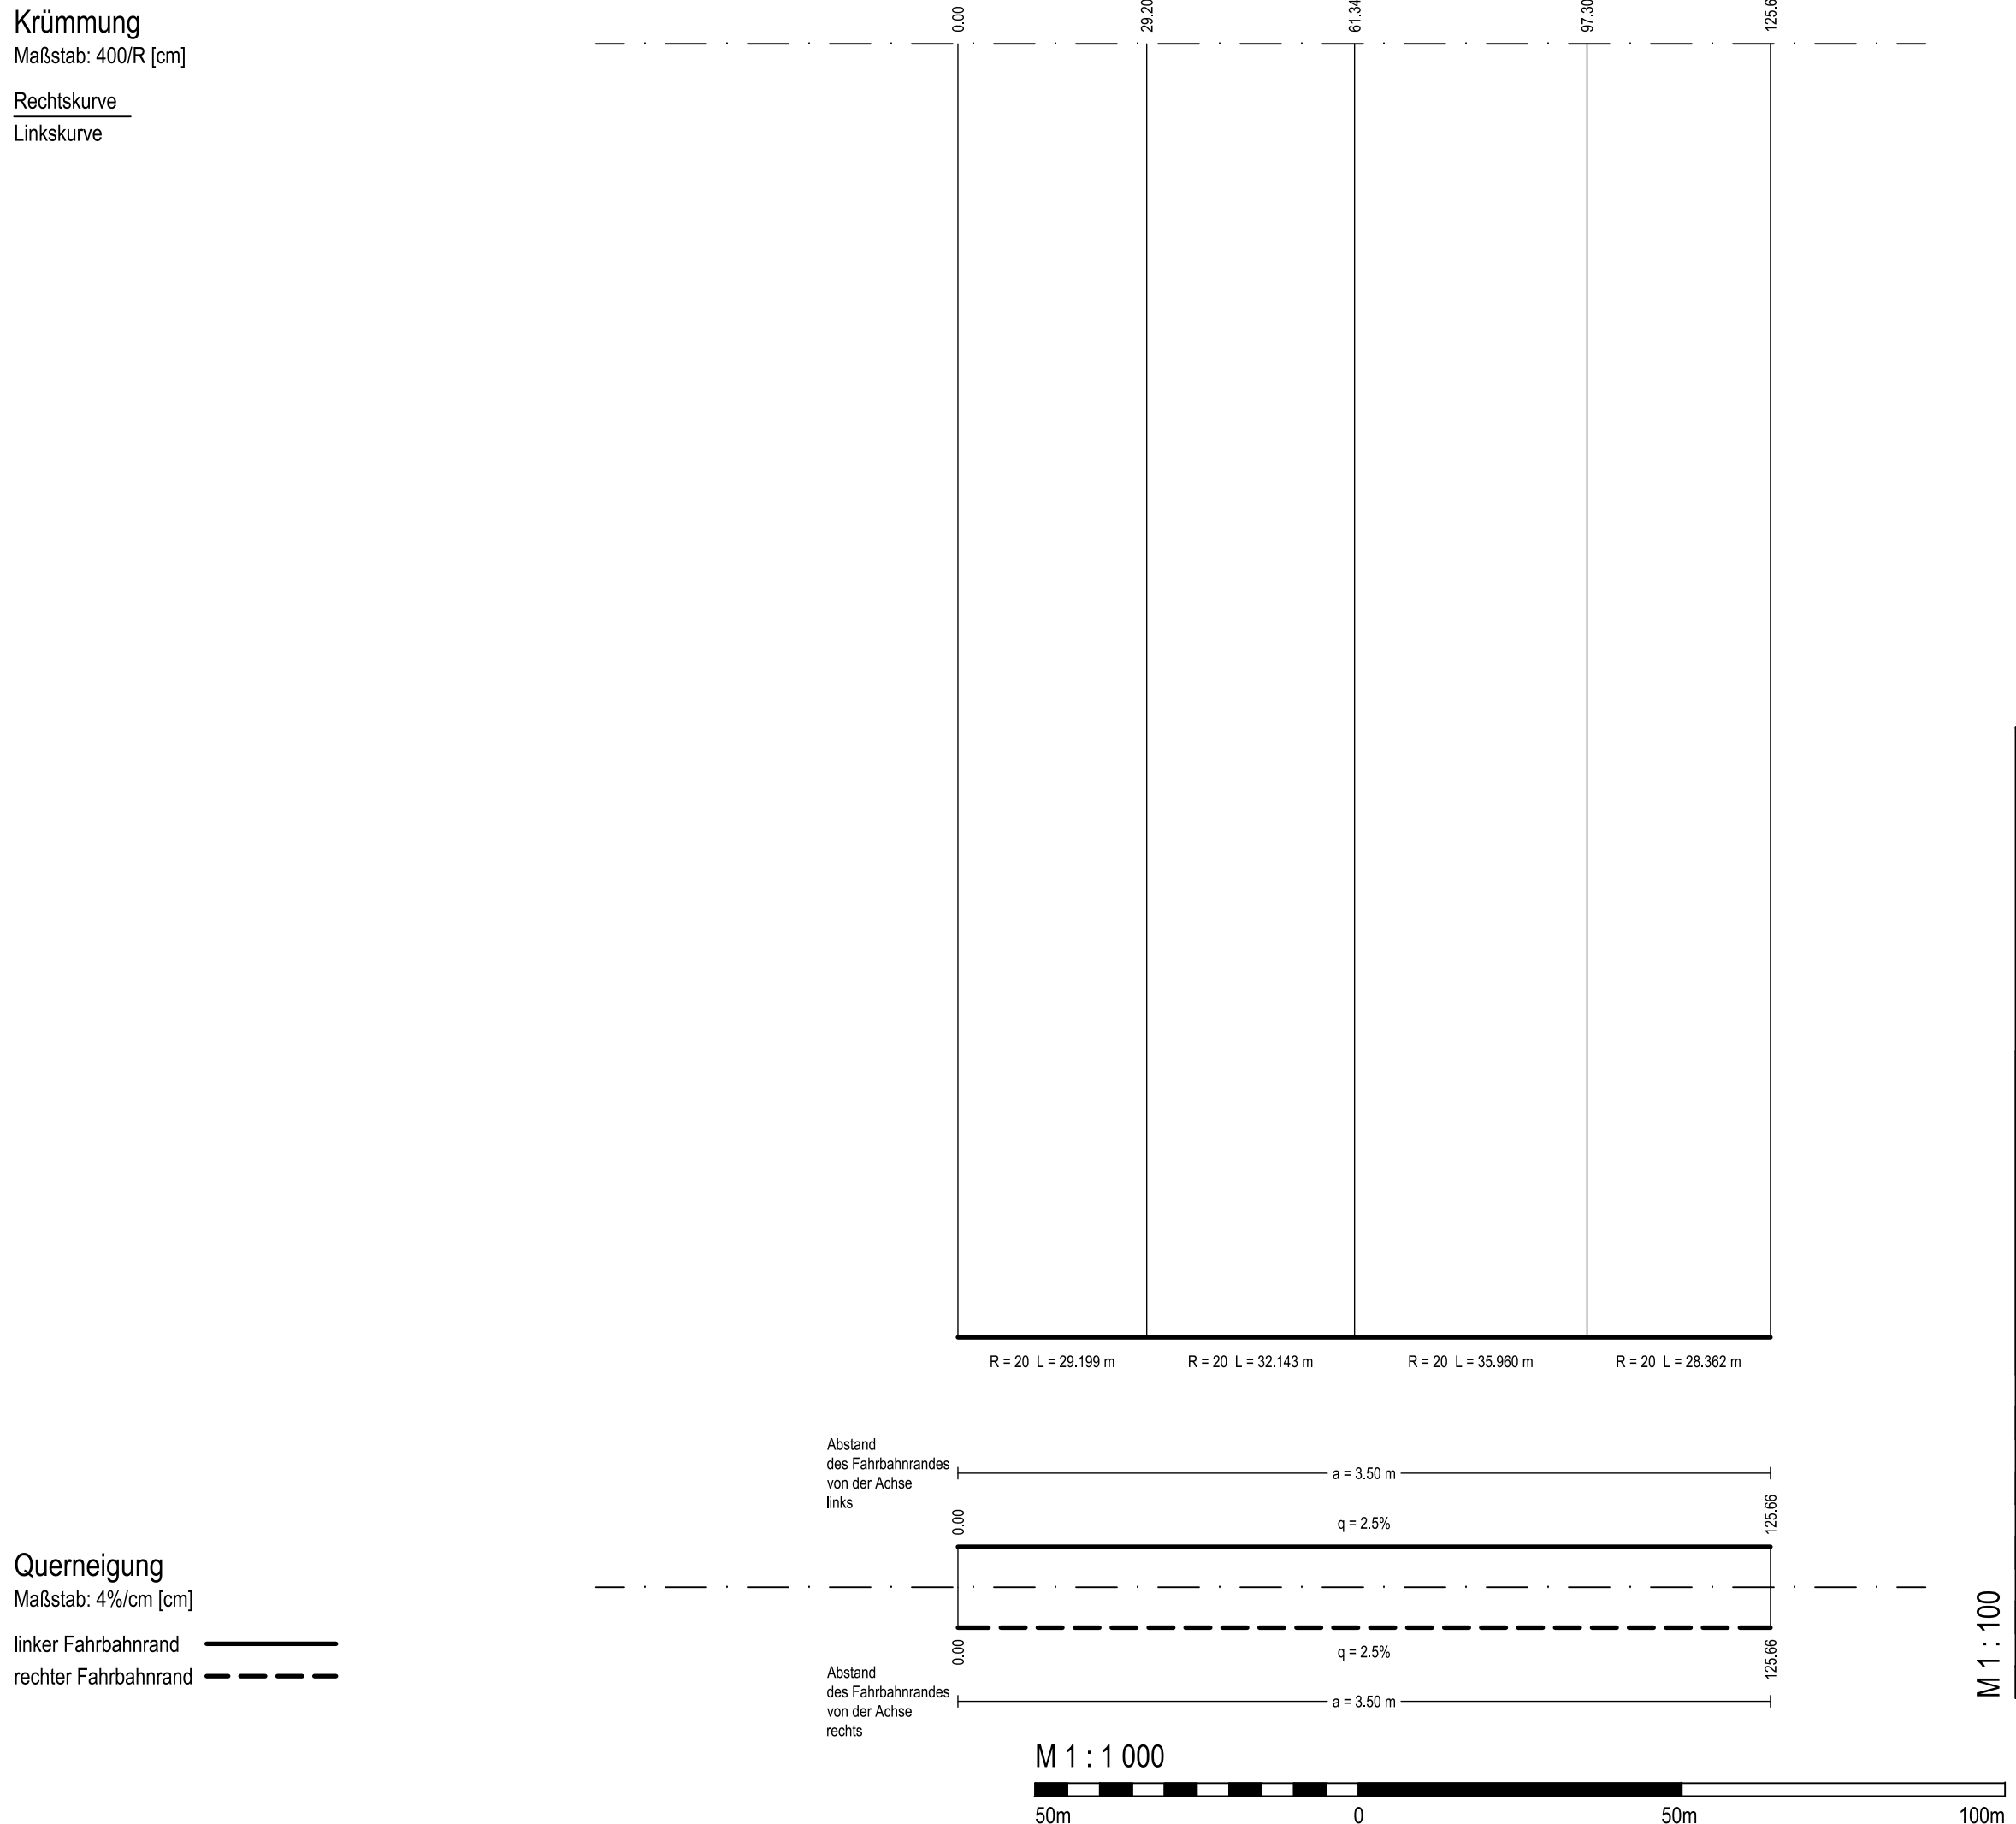 Krümmung
Maßstab: 400/R [cm]
Rechtskurve
Linkskurve
0.00
29.20
61.34
97.30
125.6
R = 20 L = 29.199 m
R = 20 L = 32.143 m
R = 20 L = 35.960 m
R = 20 L = 28.362 m
Abstand
des Fahrbahnrandes
von der Achse
links
a = 3.50 m
0.00
q = 2.5%
125.66
Querneigung
Maßstab: 4%/cm [cm]
linker Fahrbahnrand
rechter Fahrbahnrand
0.00
q = 2.5%
125.66
Abstand
des Fahrbahnrandes
von der Achse
rechts
a = 3.50 m
M 1 : 100
M 1 : 1 000
50m
0
50m
100m